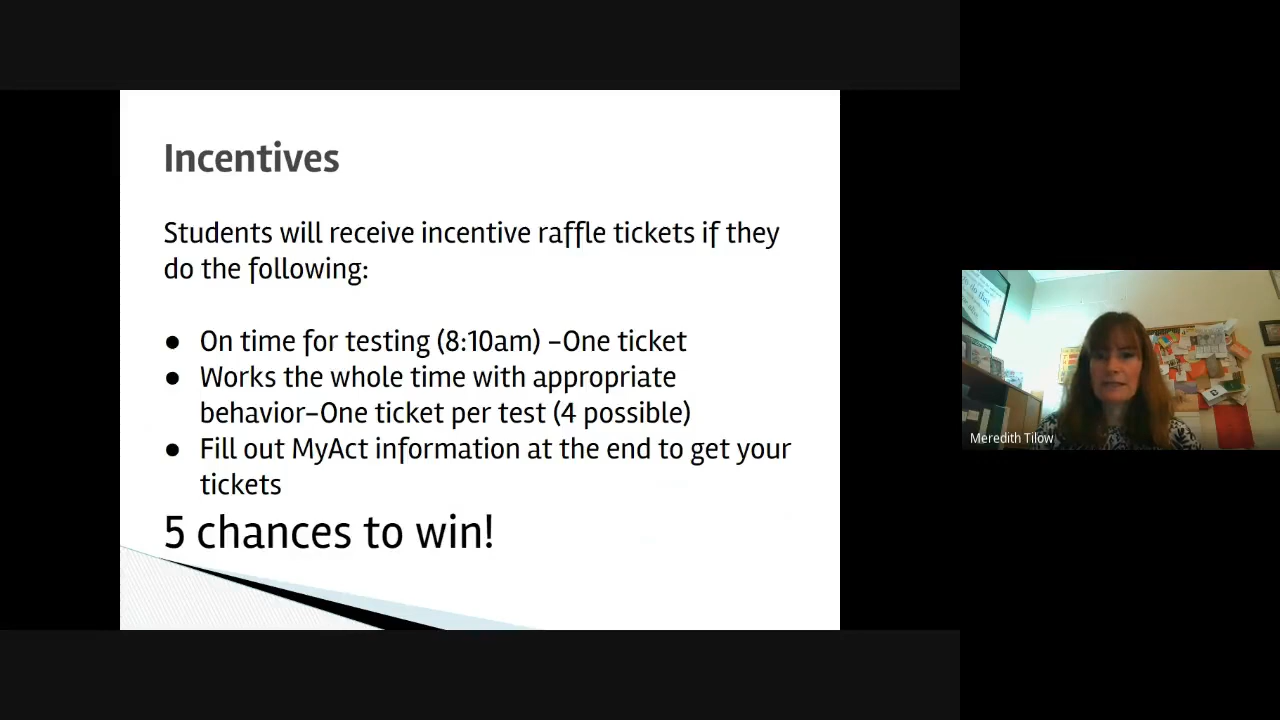 Incentives
Students will receive incentive raffle tickets if they
do the following:
● On time for testing (8:10am) –One ticket
● Works the whole time with appropriate
behavior–One ticket per test (4 possible)
● Fill out MyAct information at the end to get your
tickets
5 chances to win!
Meredith Tilow